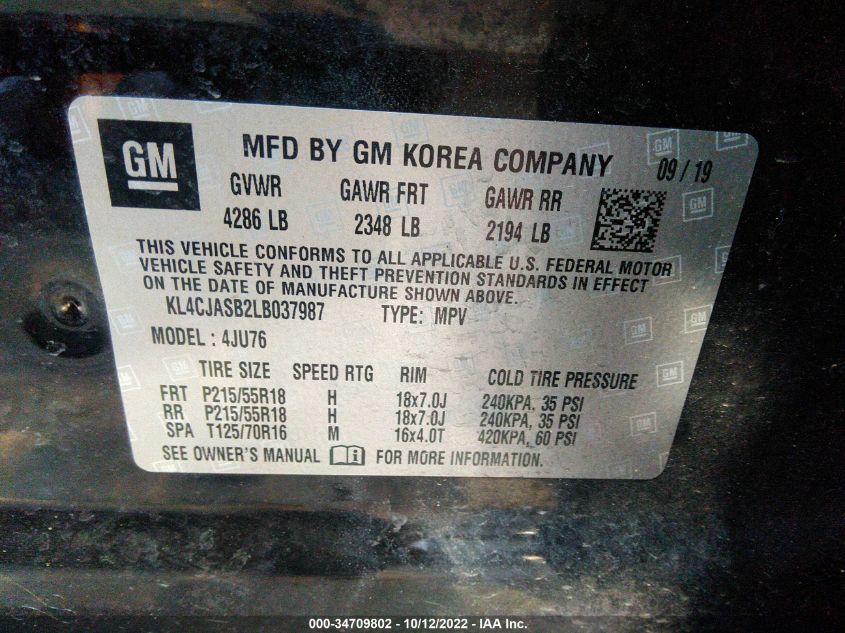 GM MFD BY GM KOREA COMPANY 09 / 19
GVWR GAWR FRT GAWR RR
4286 LB 2348 LB 2194 LB
THIS VEHICLE CONFORMS TO ALL APPLICABLE U.S. FEDERAL MOTOR
VEHICLE SAFETY AND THEFT PREVENTION STANDARDS IN EFFECT
ON THE DATE OF MANUFACTURE SHOWN ABOVE.
KL4CJASB2LB037987 TYPE: MPV
MODEL: 4JU76
TIRE SIZE SPEED RTG RIM COLD TIRE PRESSURE
FRT P215/55R18 H 18x7.0J 240KPA, 35 PSI
RR P215/55R18 H 18x7.0J 240KPA, 35 PSI
SPA T125/70R16 M 16x4.0T 420KPA, 60 PSI
SEE OWNER'S MANUAL FOR MORE INFORMATION.
000-34709802 - 10/12/2022 - IAA Inc.